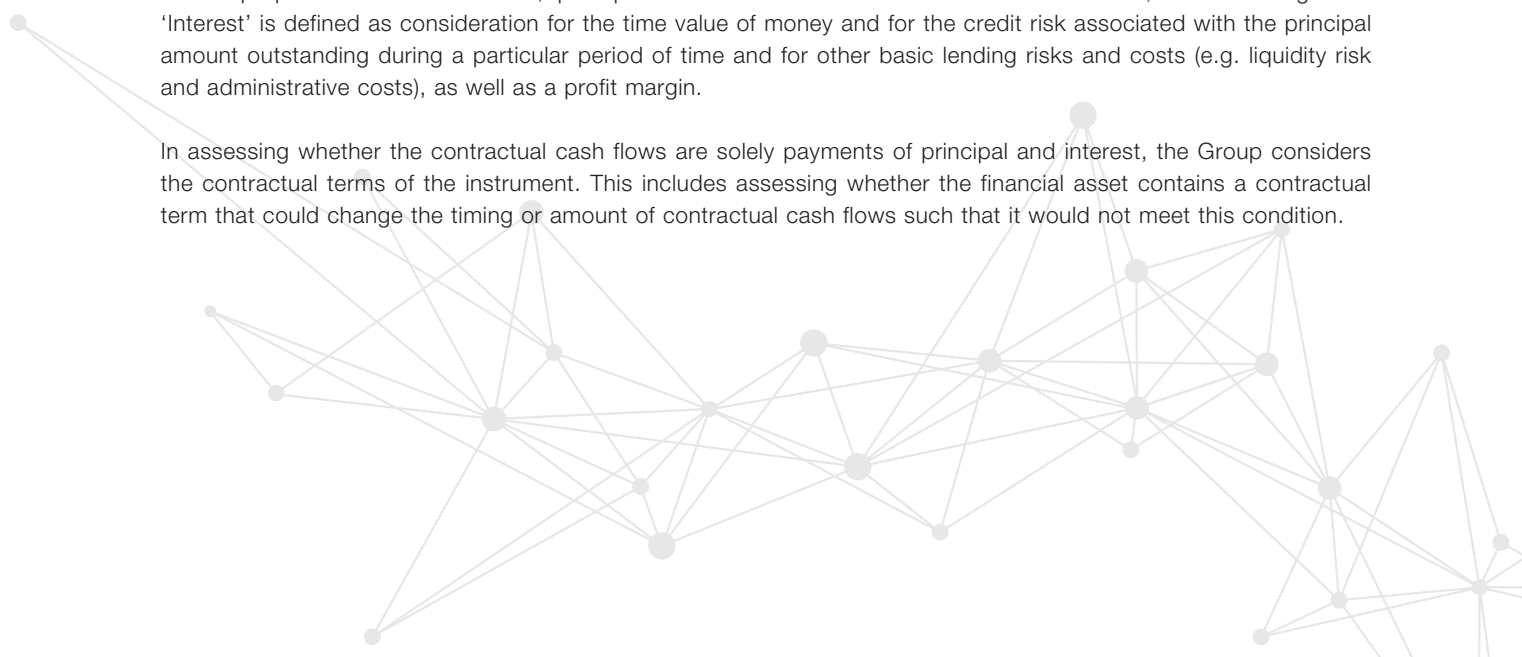 ‘Interest’ is defined as consideration for the time value of money and for the credit risk associated with the principal
amount outstanding during a particular period of time and for other basic lending risks and costs (e.g. liquidity risk
and administrative costs), as well as a profit margin.
In assessing whether the contractual cash flows are solely payments of principal and interest, the Group considers
the contractual terms of the instrument. This includes assessing whether the financial asset contains a contractual
term that could change the timing or amount of contractual cash flows such that it would not meet this condition.